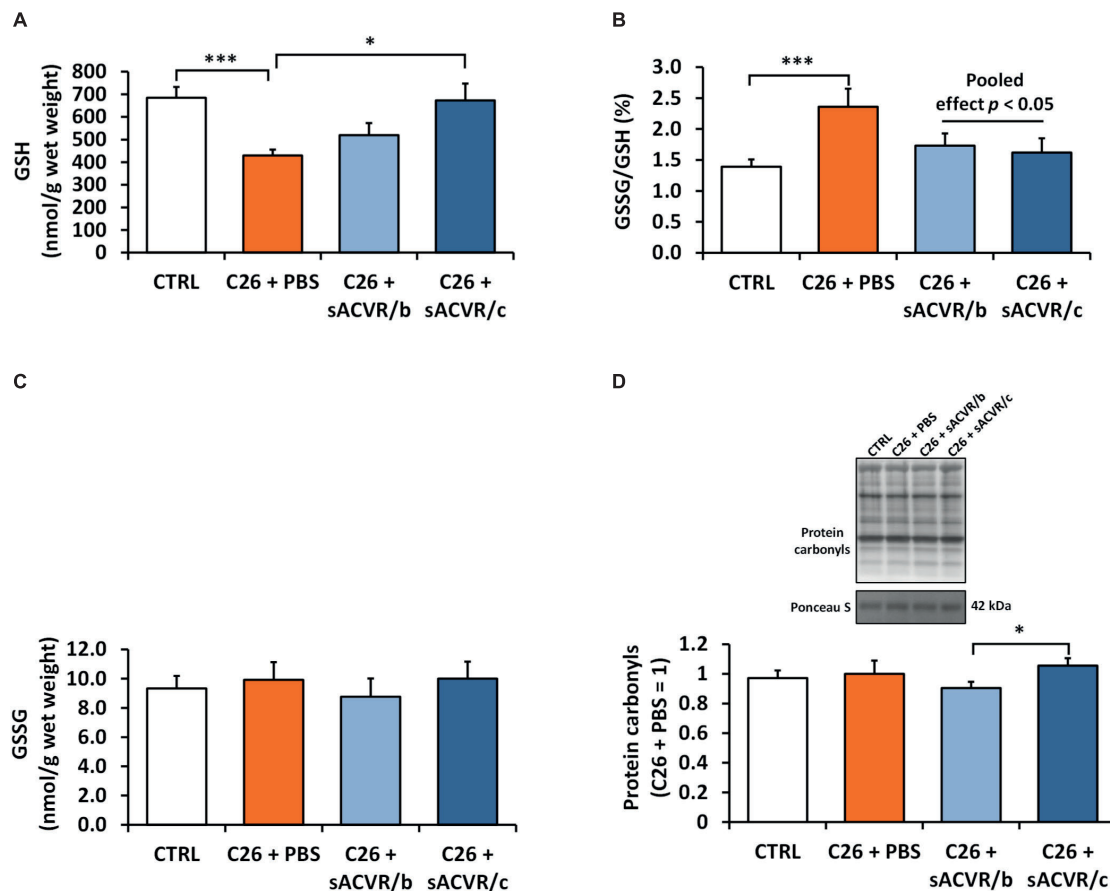 A
GSH
(nmol/g wet weight)
800
700
600
500
400
300
200
100
0
***
*
CTRL
C26 + PBS
C26 +
sACVR/b
C26 +
sACVR/c
B
GSSG/GSH (%)
3.0
2.5
2.0
1.5
1.0
0.5
0.0
***
Pooled
effect p < 0.05
CTRL
C26 + PBS
C26 +
sACVR/b
C26 +
sACVR/c
C
GSSG
(nmol/g wet weight)
12.0
10.0
8.0
6.0
4.0
2.0
0.0
CTRL
C26 + PBS
C26 +
sACVR/b
C26 +
sACVR/c
D
CTRL
C26 + PBS
C26 + sACVR/b
C26 + sACVR/c
Protein
carbonyls
Ponceau S
42 kDa
Protein carbonyls
(C26 + PBS = 1)
1.2
1
0.8
0.6
0.4
0.2
0
*
CTRL
C26 + PBS
C26 +
sACVR/b
C26 +
sACVR/c